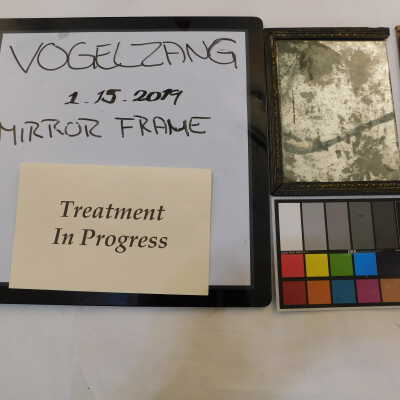 VOGELZANG
1.15.2019
MIRROR FRAME
Treatment
In Progress